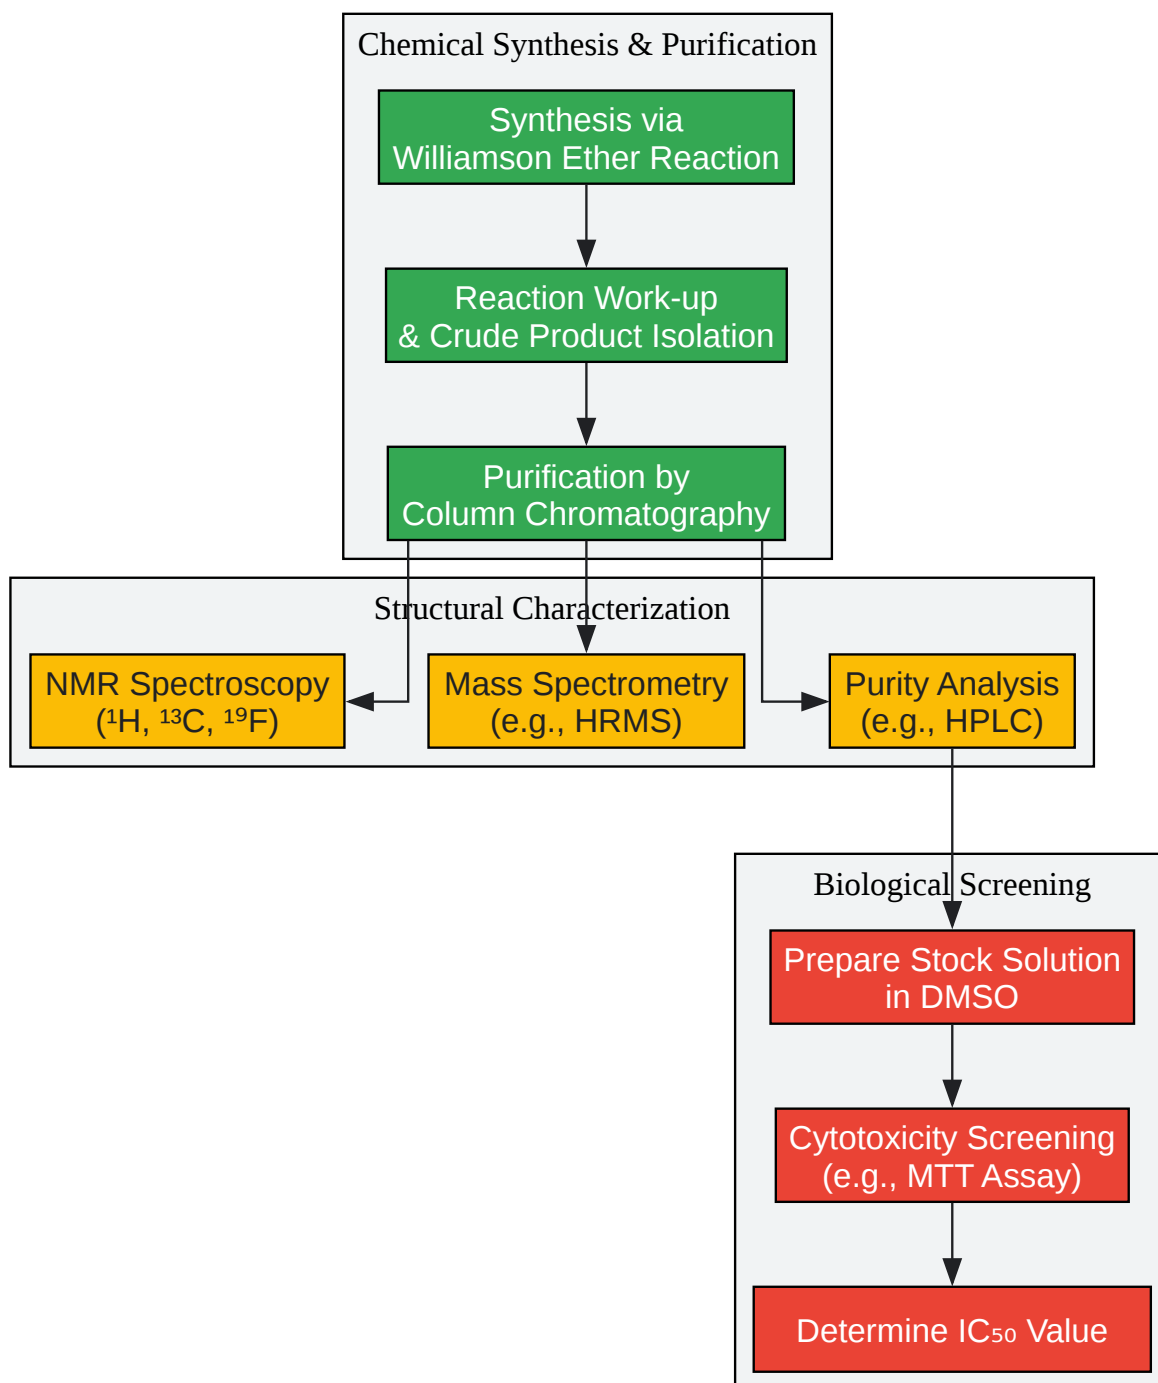 Chemical Synthesis & Purification
Synthesis via
Williamson Ether Reaction
Reaction Work-up
& Crude Product Isolation
Purification by
Column Chromatography
Structural Characterization
NMR Spectroscopy
(¹H, ¹³C, ¹⁹F)
Mass Spectrometry
(e.g., HRMS)
Purity Analysis
(e.g., HPLC)
Biological Screening
Prepare Stock Solution
in DMSO
Cytotoxicity Screening
(e.g., MTT Assay)
Determine IC₅₀ Value